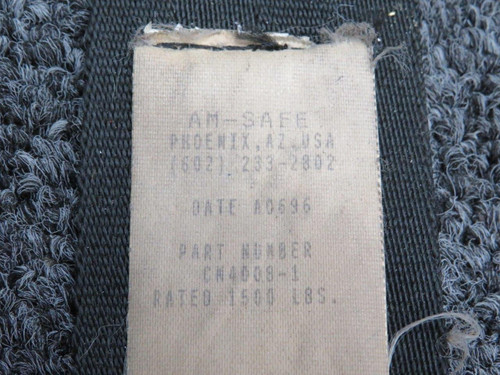 AM-SAFE
PHOENIX, AZ, USA
(602) 233-2802
DATE A0696
PART NUMBER
CN4008-1
RATED 1500 LBS.